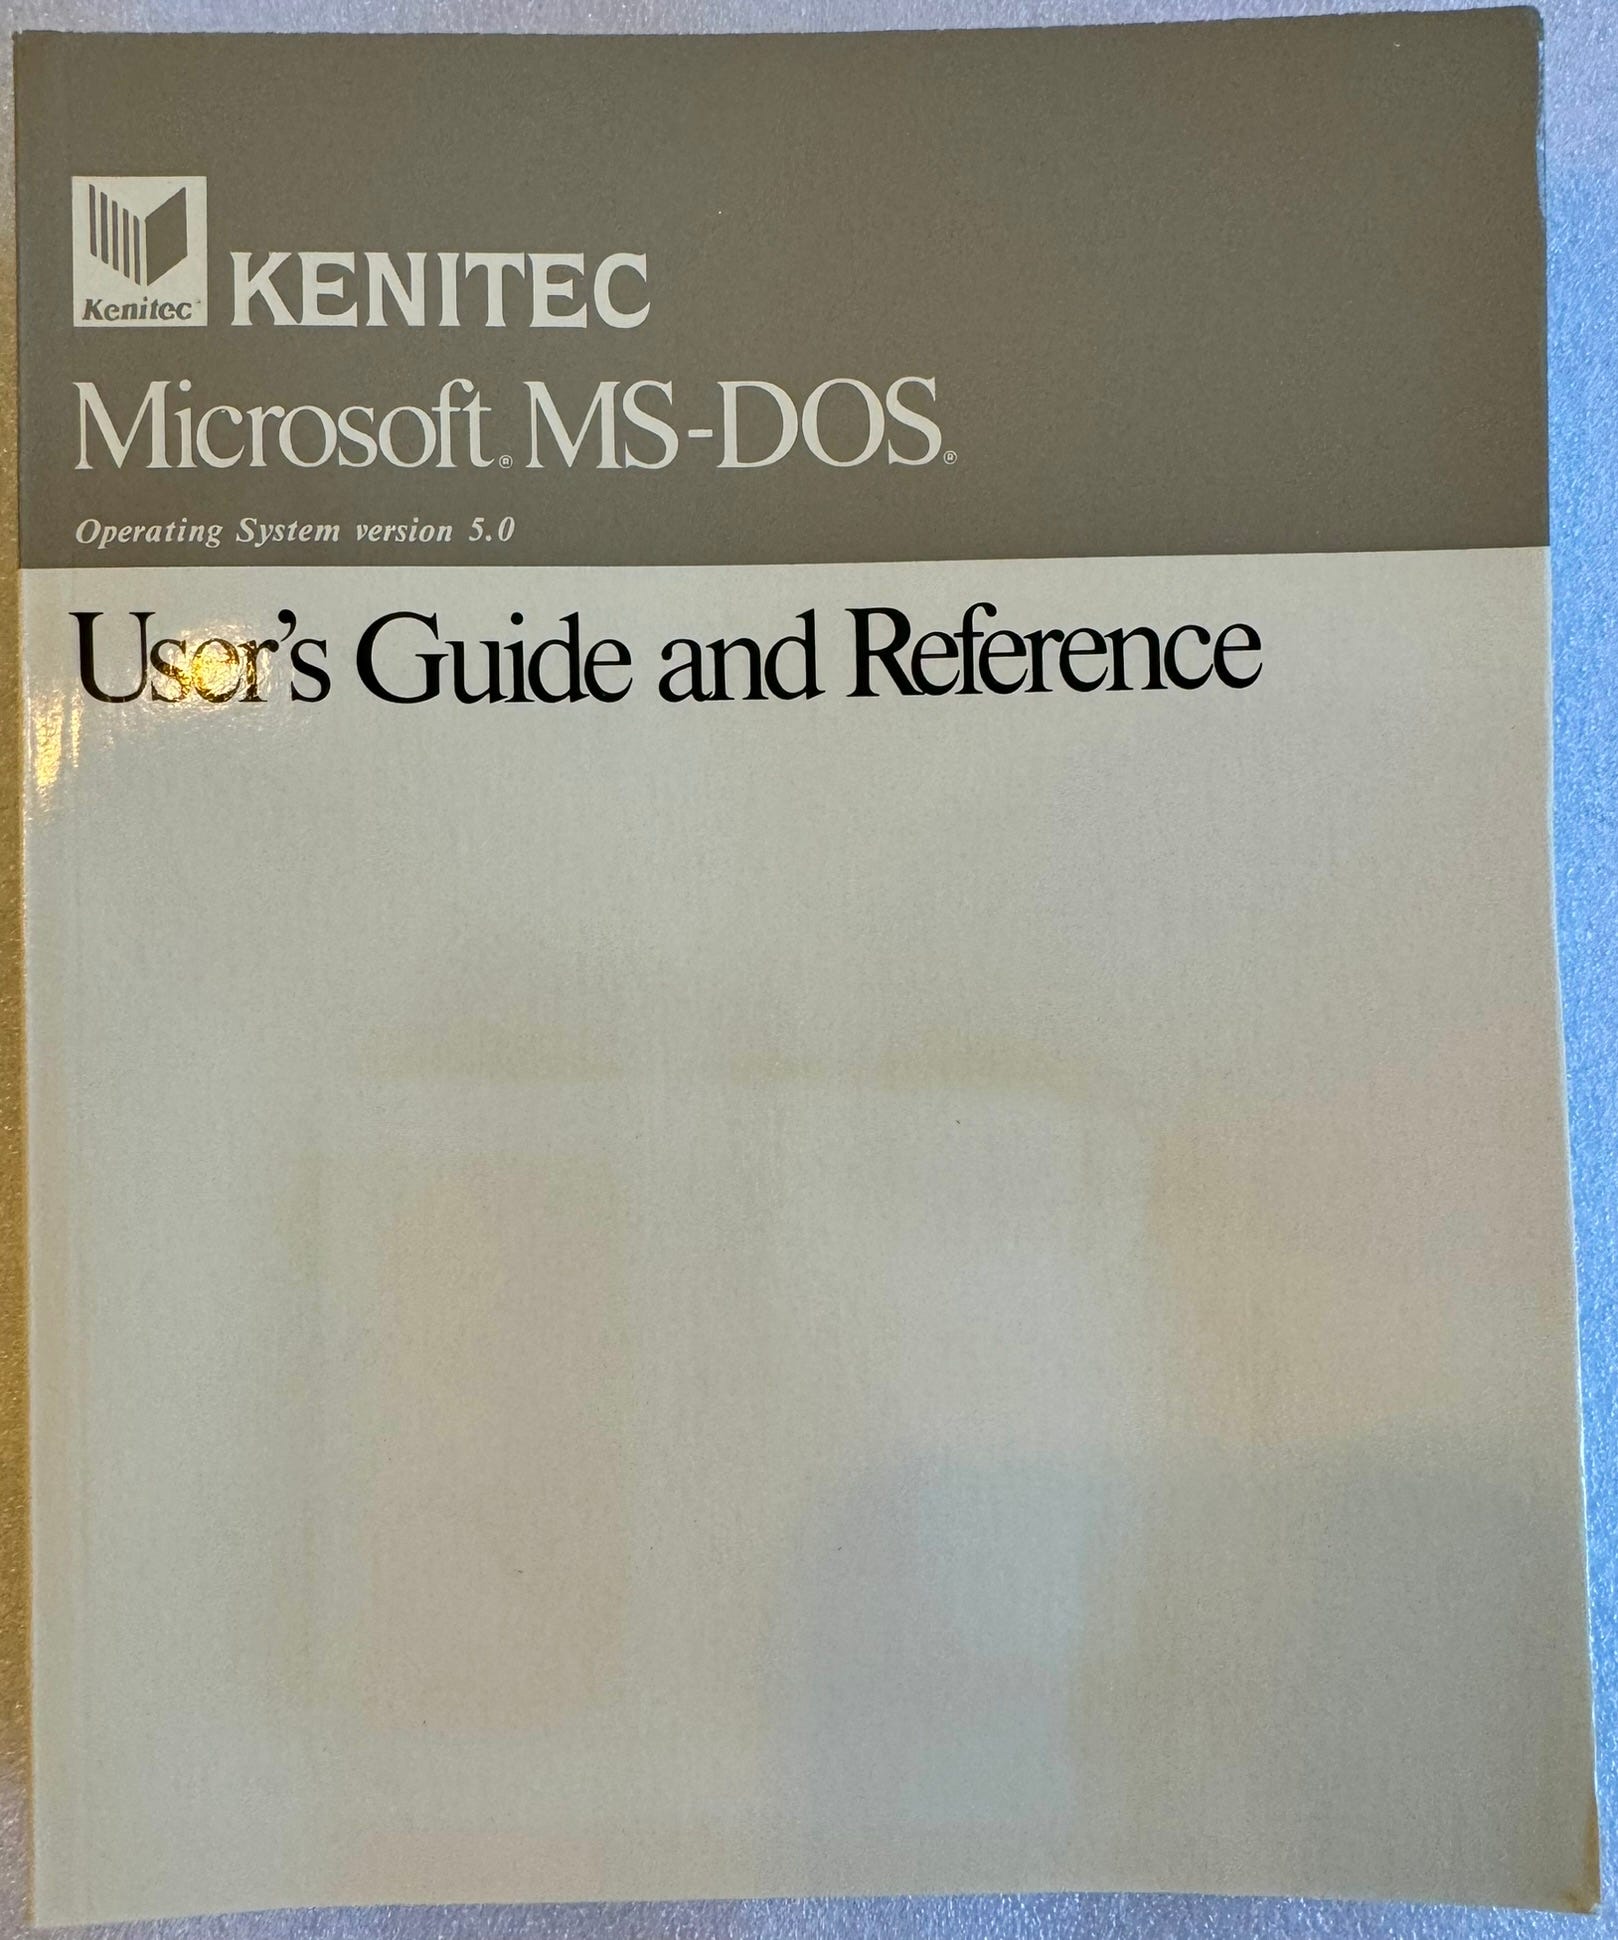 Kenitec
KENITEC
Microsoft® MS-DOS®
Operating System version 5.0
User's Guide and Reference